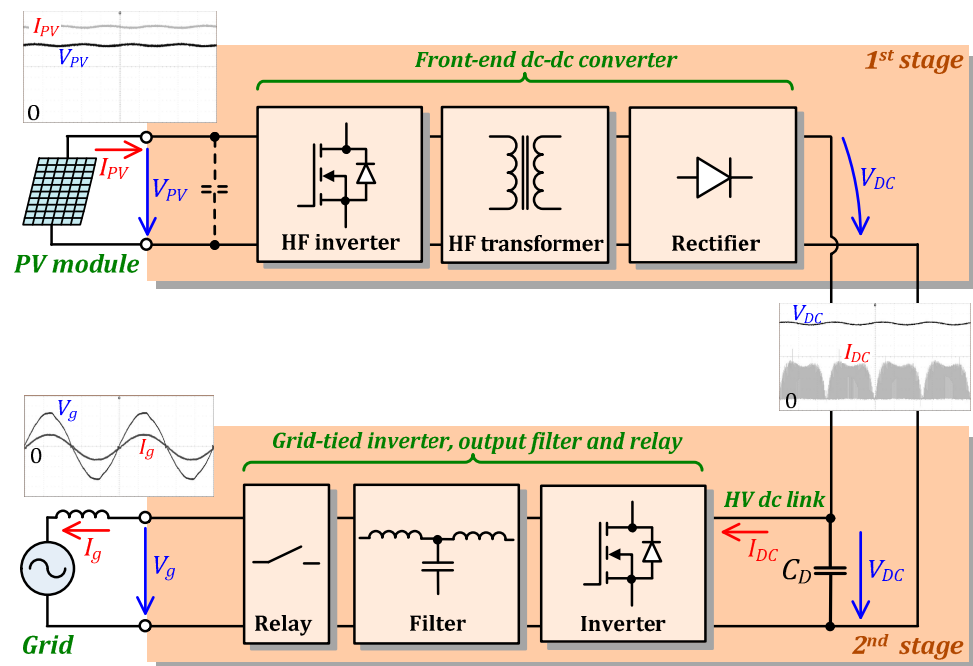 I_PV
V_PV
0
Front-end dc-dc converter
1st stage
I_PV
V_PV
V_DC
HF inverter
HF transformer
Rectifier
PV module
V_DC
I_DC
0
V_g
I_g
0
Grid-tied inverter, output filter and relay
HV dc link
I_g
V_g
I_DC
C_D
V_DC
Relay
Filter
Inverter
Grid
2nd stage